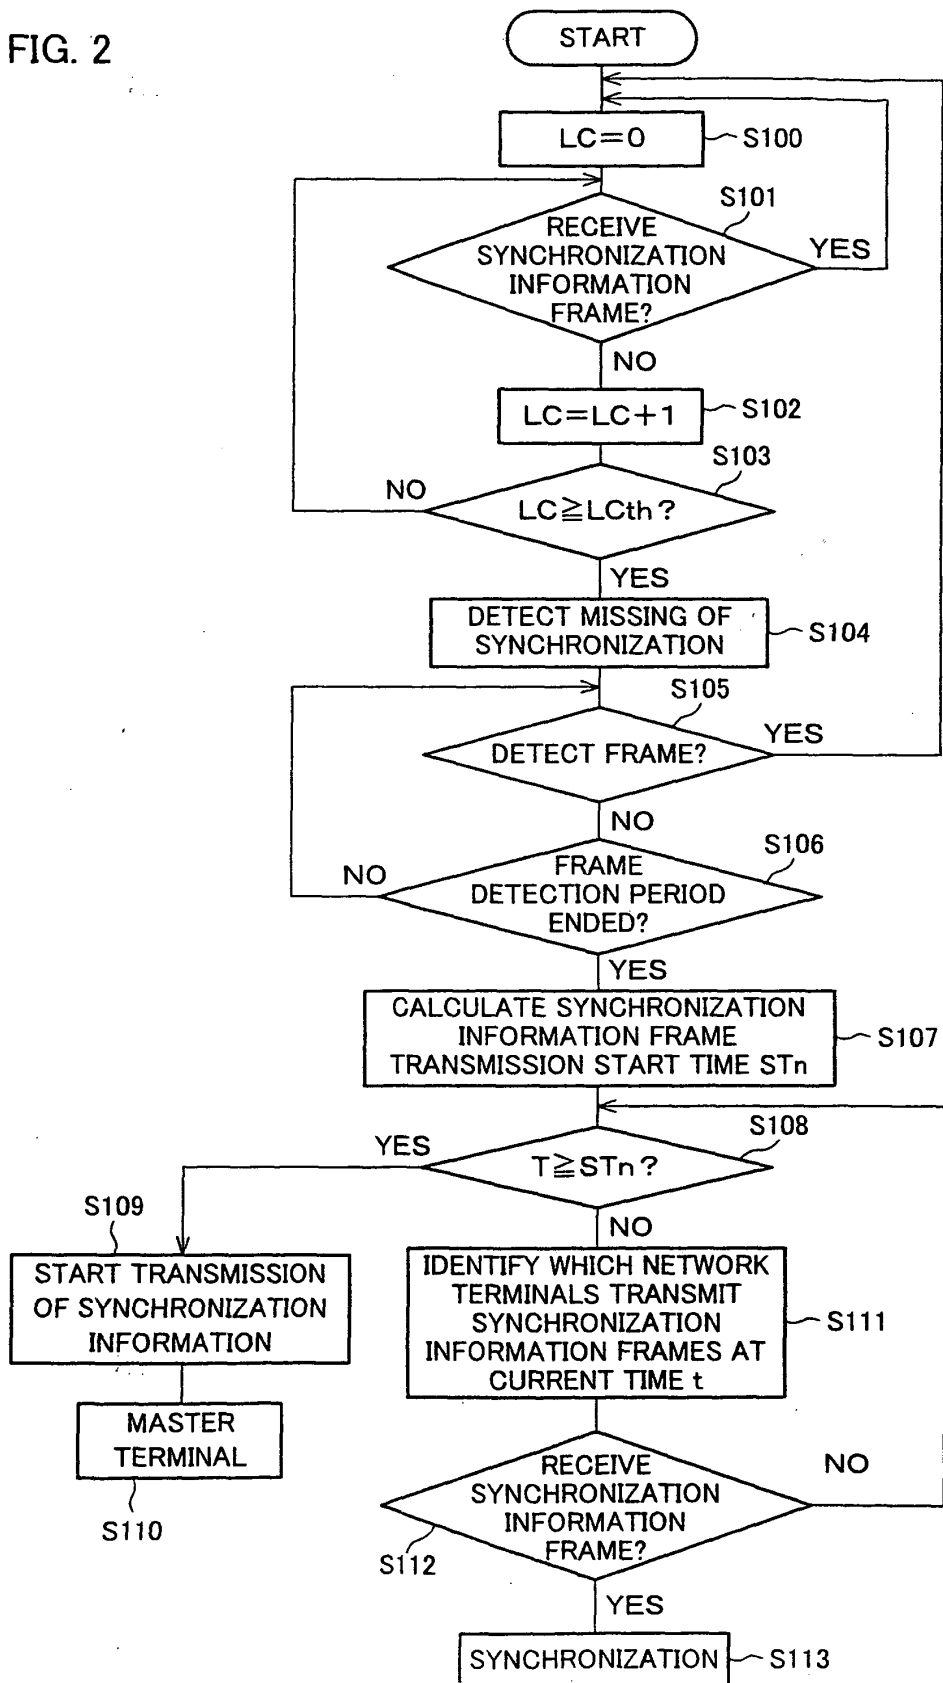 FIG. 2
START
LC=0
S100
S101
RECEIVE
SYNCHRONIZATION
INFORMATION
FRAME?
YES
NO
LC=LC+1
S102
S103
NO
LC≧LCth?
YES
DETECT MISSING OF
SYNCHRONIZATION
S104
S105
DETECT FRAME?
YES
NO
S106
FRAME
DETECTION PERIOD
ENDED?
NO
YES
CALCULATE SYNCHRONIZATION
INFORMATION FRAME
TRANSMISSION START TIME STn
S107
S108
YES
T≧STn?
NO
S109
START TRANSMISSION
OF SYNCHRONIZATION
INFORMATION
MASTER
TERMINAL
S110
IDENTIFY WHICH NETWORK
TERMINALS TRANSMIT
SYNCHRONIZATION
INFORMATION FRAMES AT
CURRENT TIME t
S111
RECEIVE
SYNCHRONIZATION
INFORMATION
FRAME?
NO
S112
YES
SYNCHRONIZATION
S113